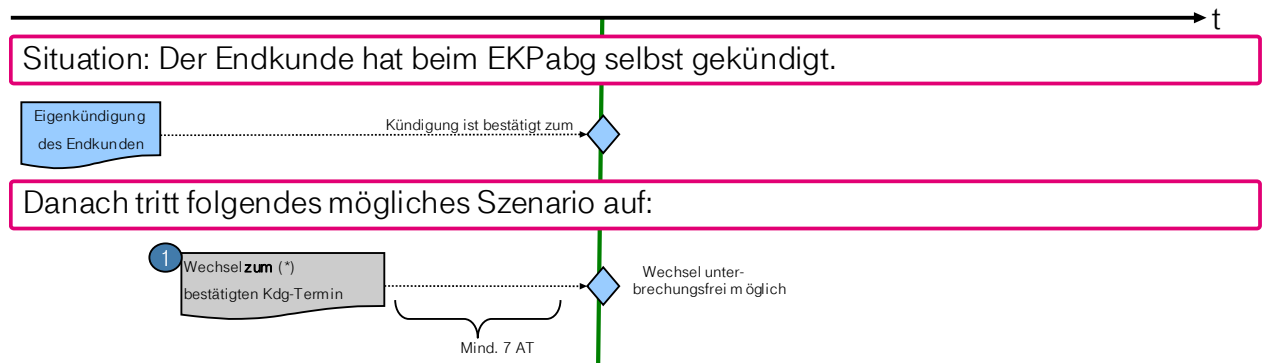 t
Situation: Der Endkunde hat beim EKPabg selbst gekündigt.
Eigenkündigung
des Endkunden
Kündigung ist bestätigt zum
Danach tritt folgendes mögliches Szenario auf:
1
Wechsel zum (*)
bestätigten Kdg-Termin
Wechsel unter-
brechungsfrei möglich
Mind. 7 AT